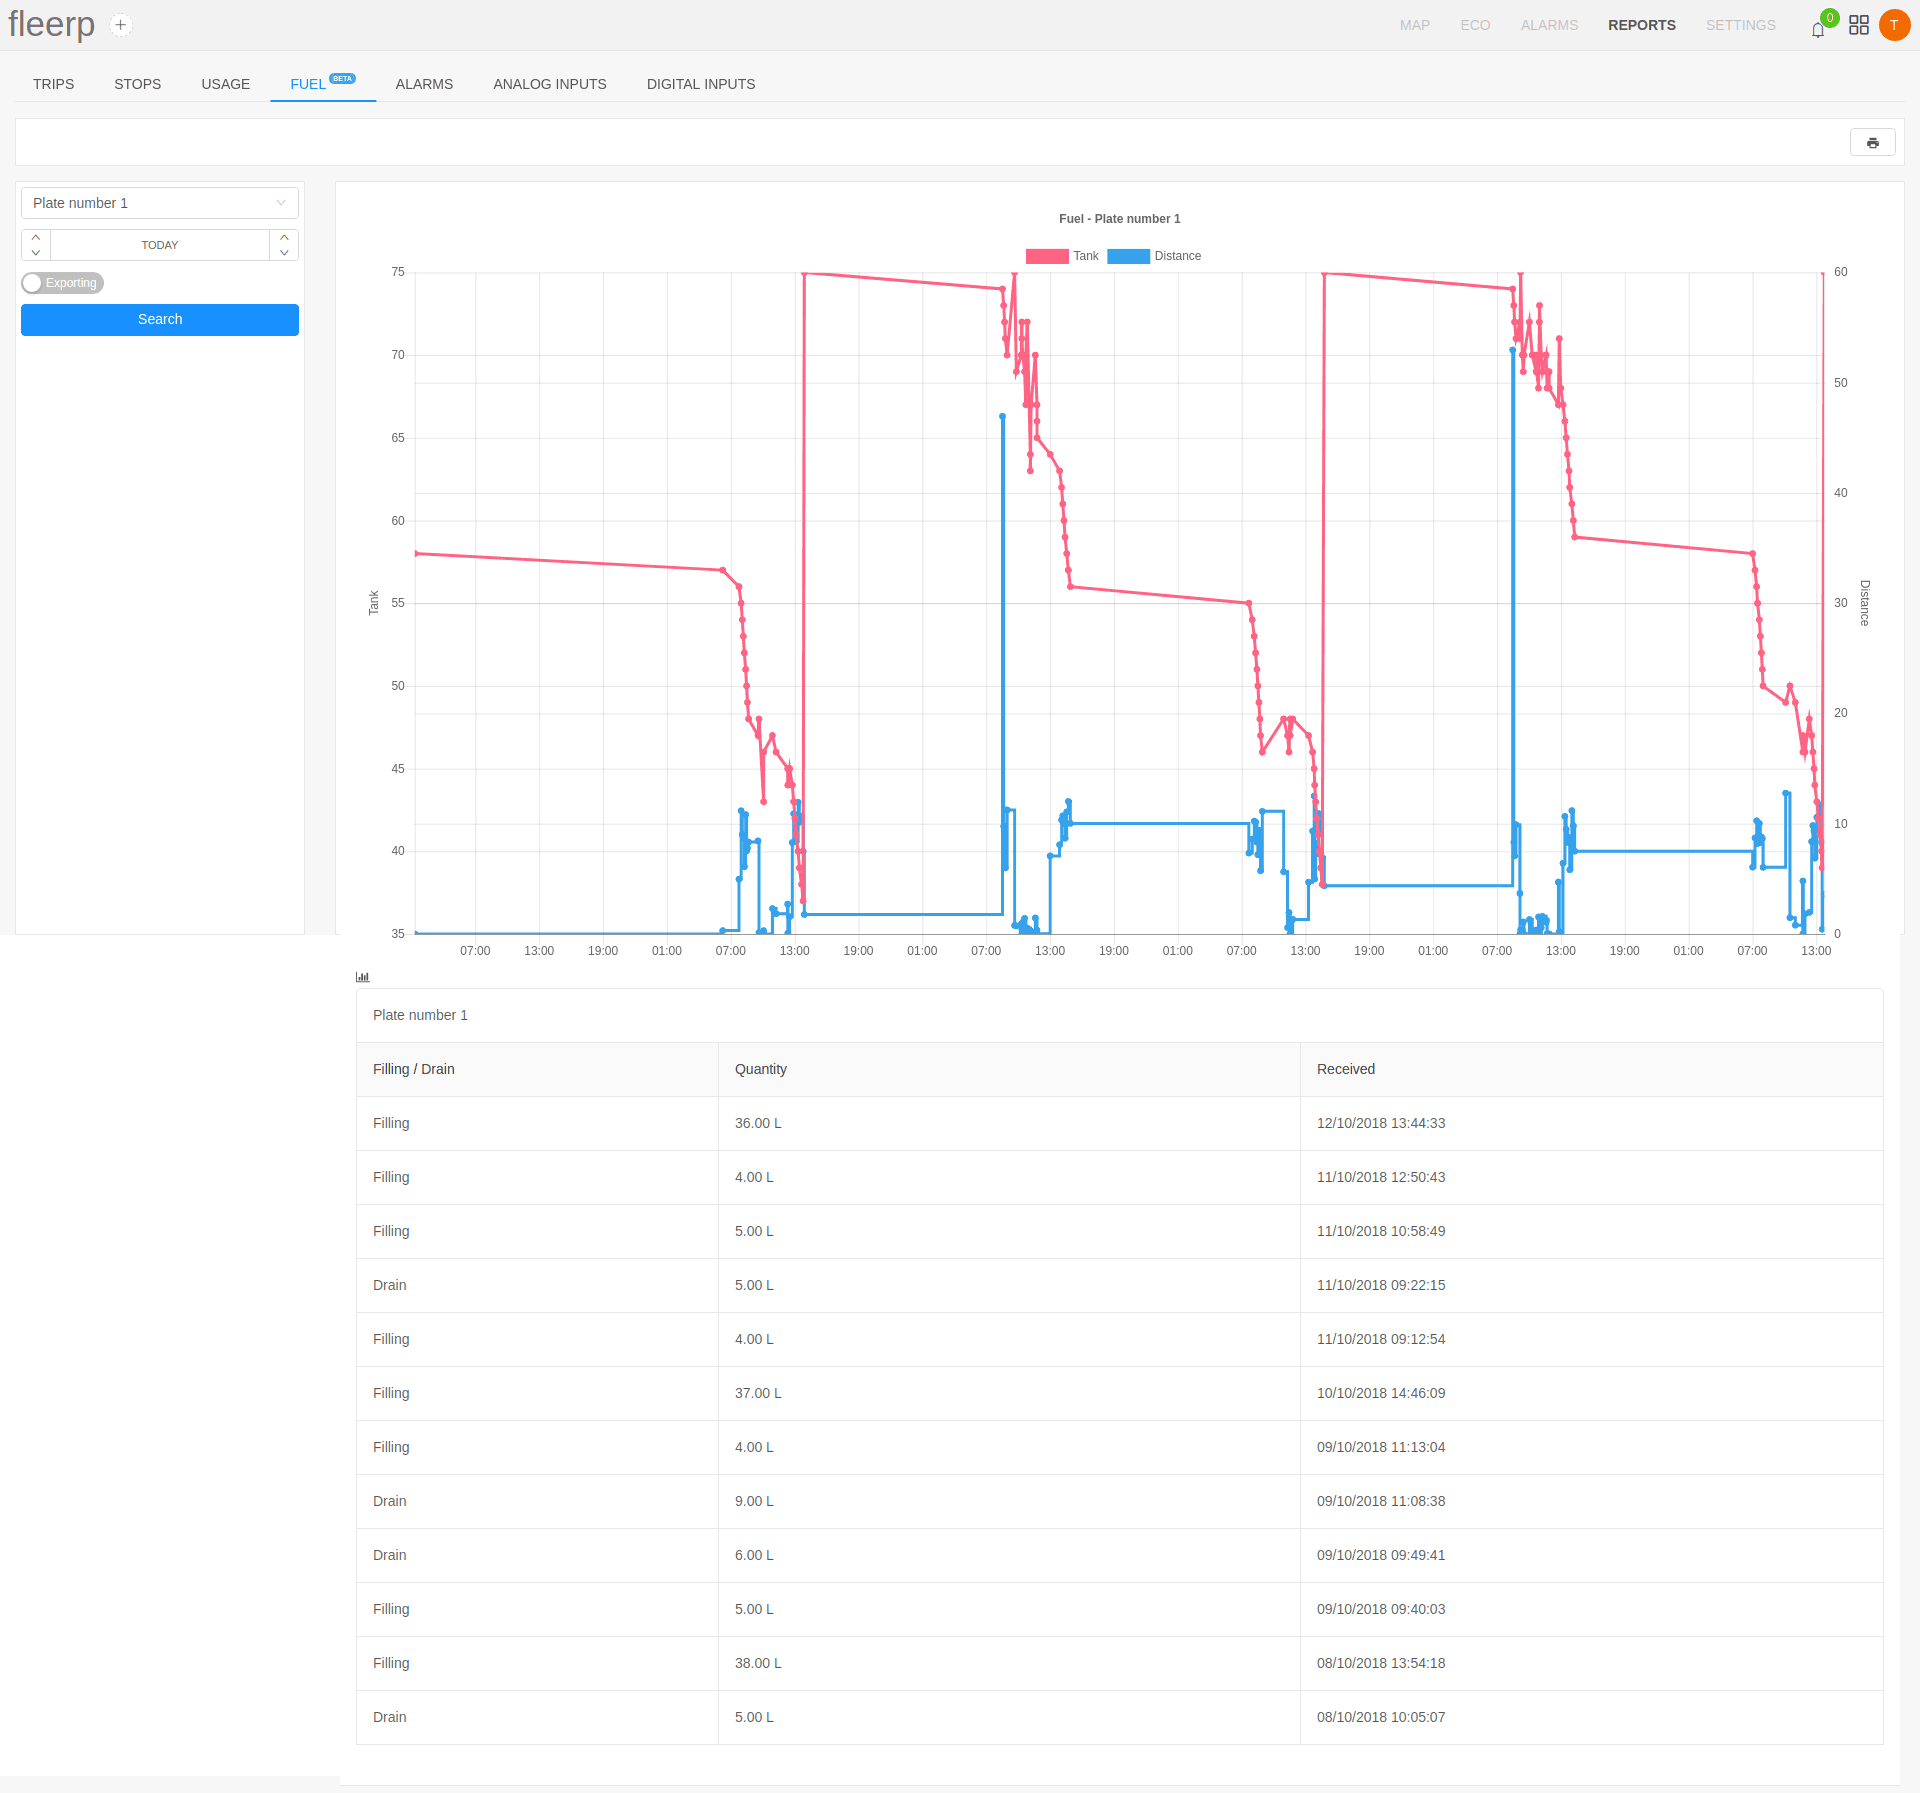 fleerp + MAP ECO ALARMS REPORTS SETTINGS 0 T
TRIPS STOPS USAGE FUEL BETA ALARMS ANALOG INPUTS DIGITAL INPUTS
Plate number 1
TODAY
Exporting
Search
Fuel - Plate number 1
Tank Distance
75 60
70
50
65
40
60
Tank 55 30 Distance
50
20
45
10
40
35 0
07:00 13:00 19:00 01:00 07:00 13:00 19:00 01:00 07:00 13:00 19:00 01:00 07:00 13:00 19:00 01:00 07:00 13:00 19:00 01:00 07:00 13:00
Plate number 1
Filling / Drain Quantity Received
Filling 36.00 L 12/10/2018 13:44:33
Filling 4.00 L 11/10/2018 12:50:43
Filling 5.00 L 11/10/2018 10:58:49
Drain 5.00 L 11/10/2018 09:22:15
Filling 4.00 L 11/10/2018 09:12:54
Filling 37.00 L 10/10/2018 14:46:09
Filling 4.00 L 09/10/2018 11:13:04
Drain 9.00 L 09/10/2018 11:08:38
Drain 6.00 L 09/10/2018 09:49:41
Filling 5.00 L 09/10/2018 09:40:03
Filling 38.00 L 08/10/2018 13:54:18
Drain 5.00 L 08/10/2018 10:05:07